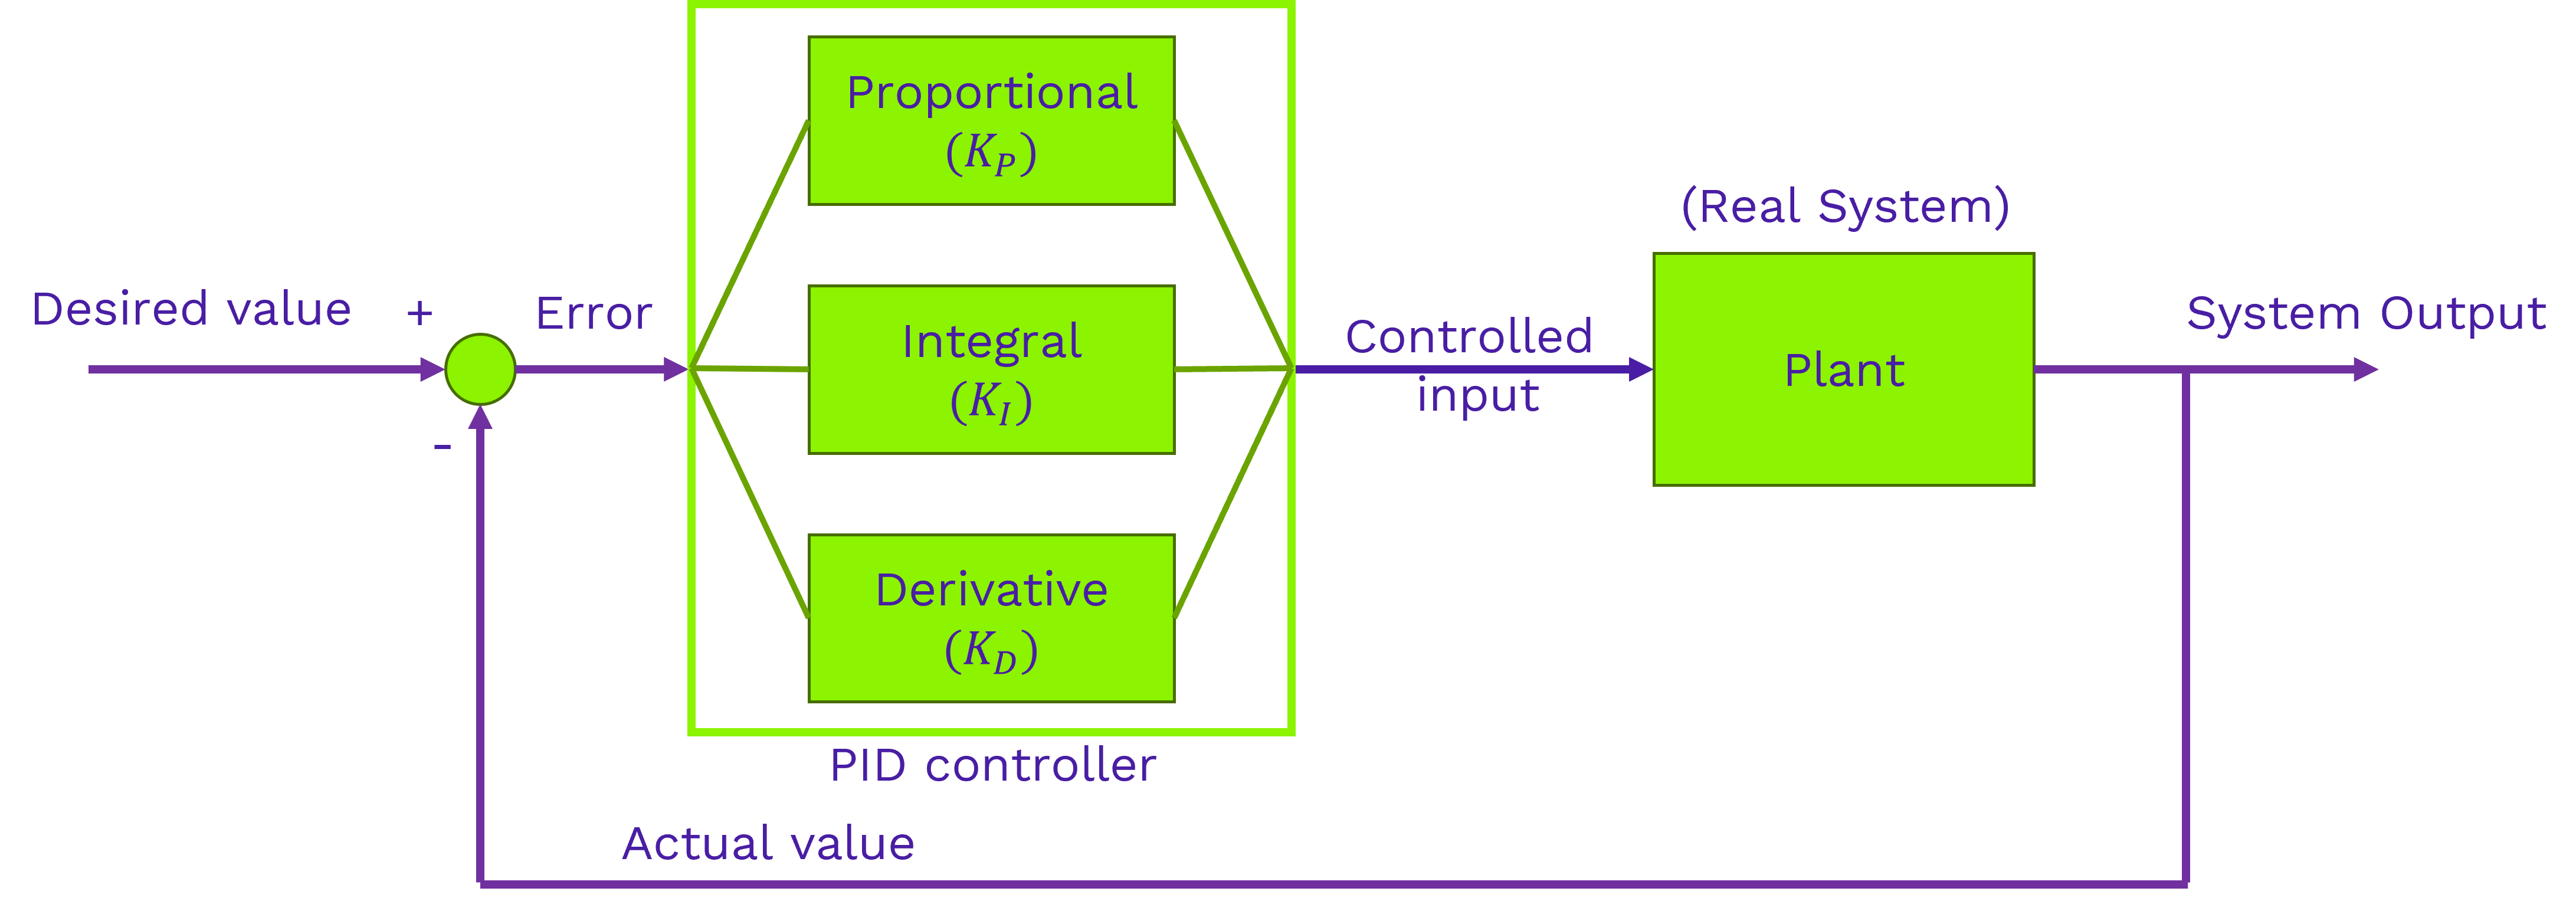 Proportional
(K_P)
(Real System)
Desired value
+
Error
Integral
(K_I)
Controlled
input
Plant
System Output
-
Derivative
(K_D)
PID controller
Actual value